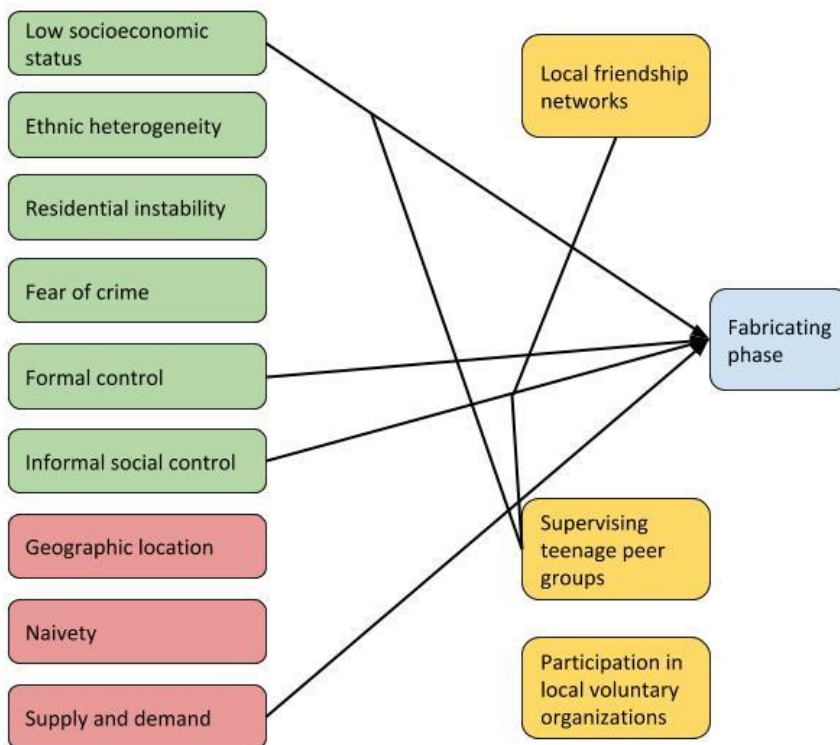 Low socioeconomic
status
Ethnic heterogeneity
Residential instability
Fear of crime
Formal control
Informal social control
Geographic location
Naivety
Supply and demand
Local friendship
networks
Supervising
teenage peer
groups
Participation in
local voluntary
organizations
Fabricating
phase